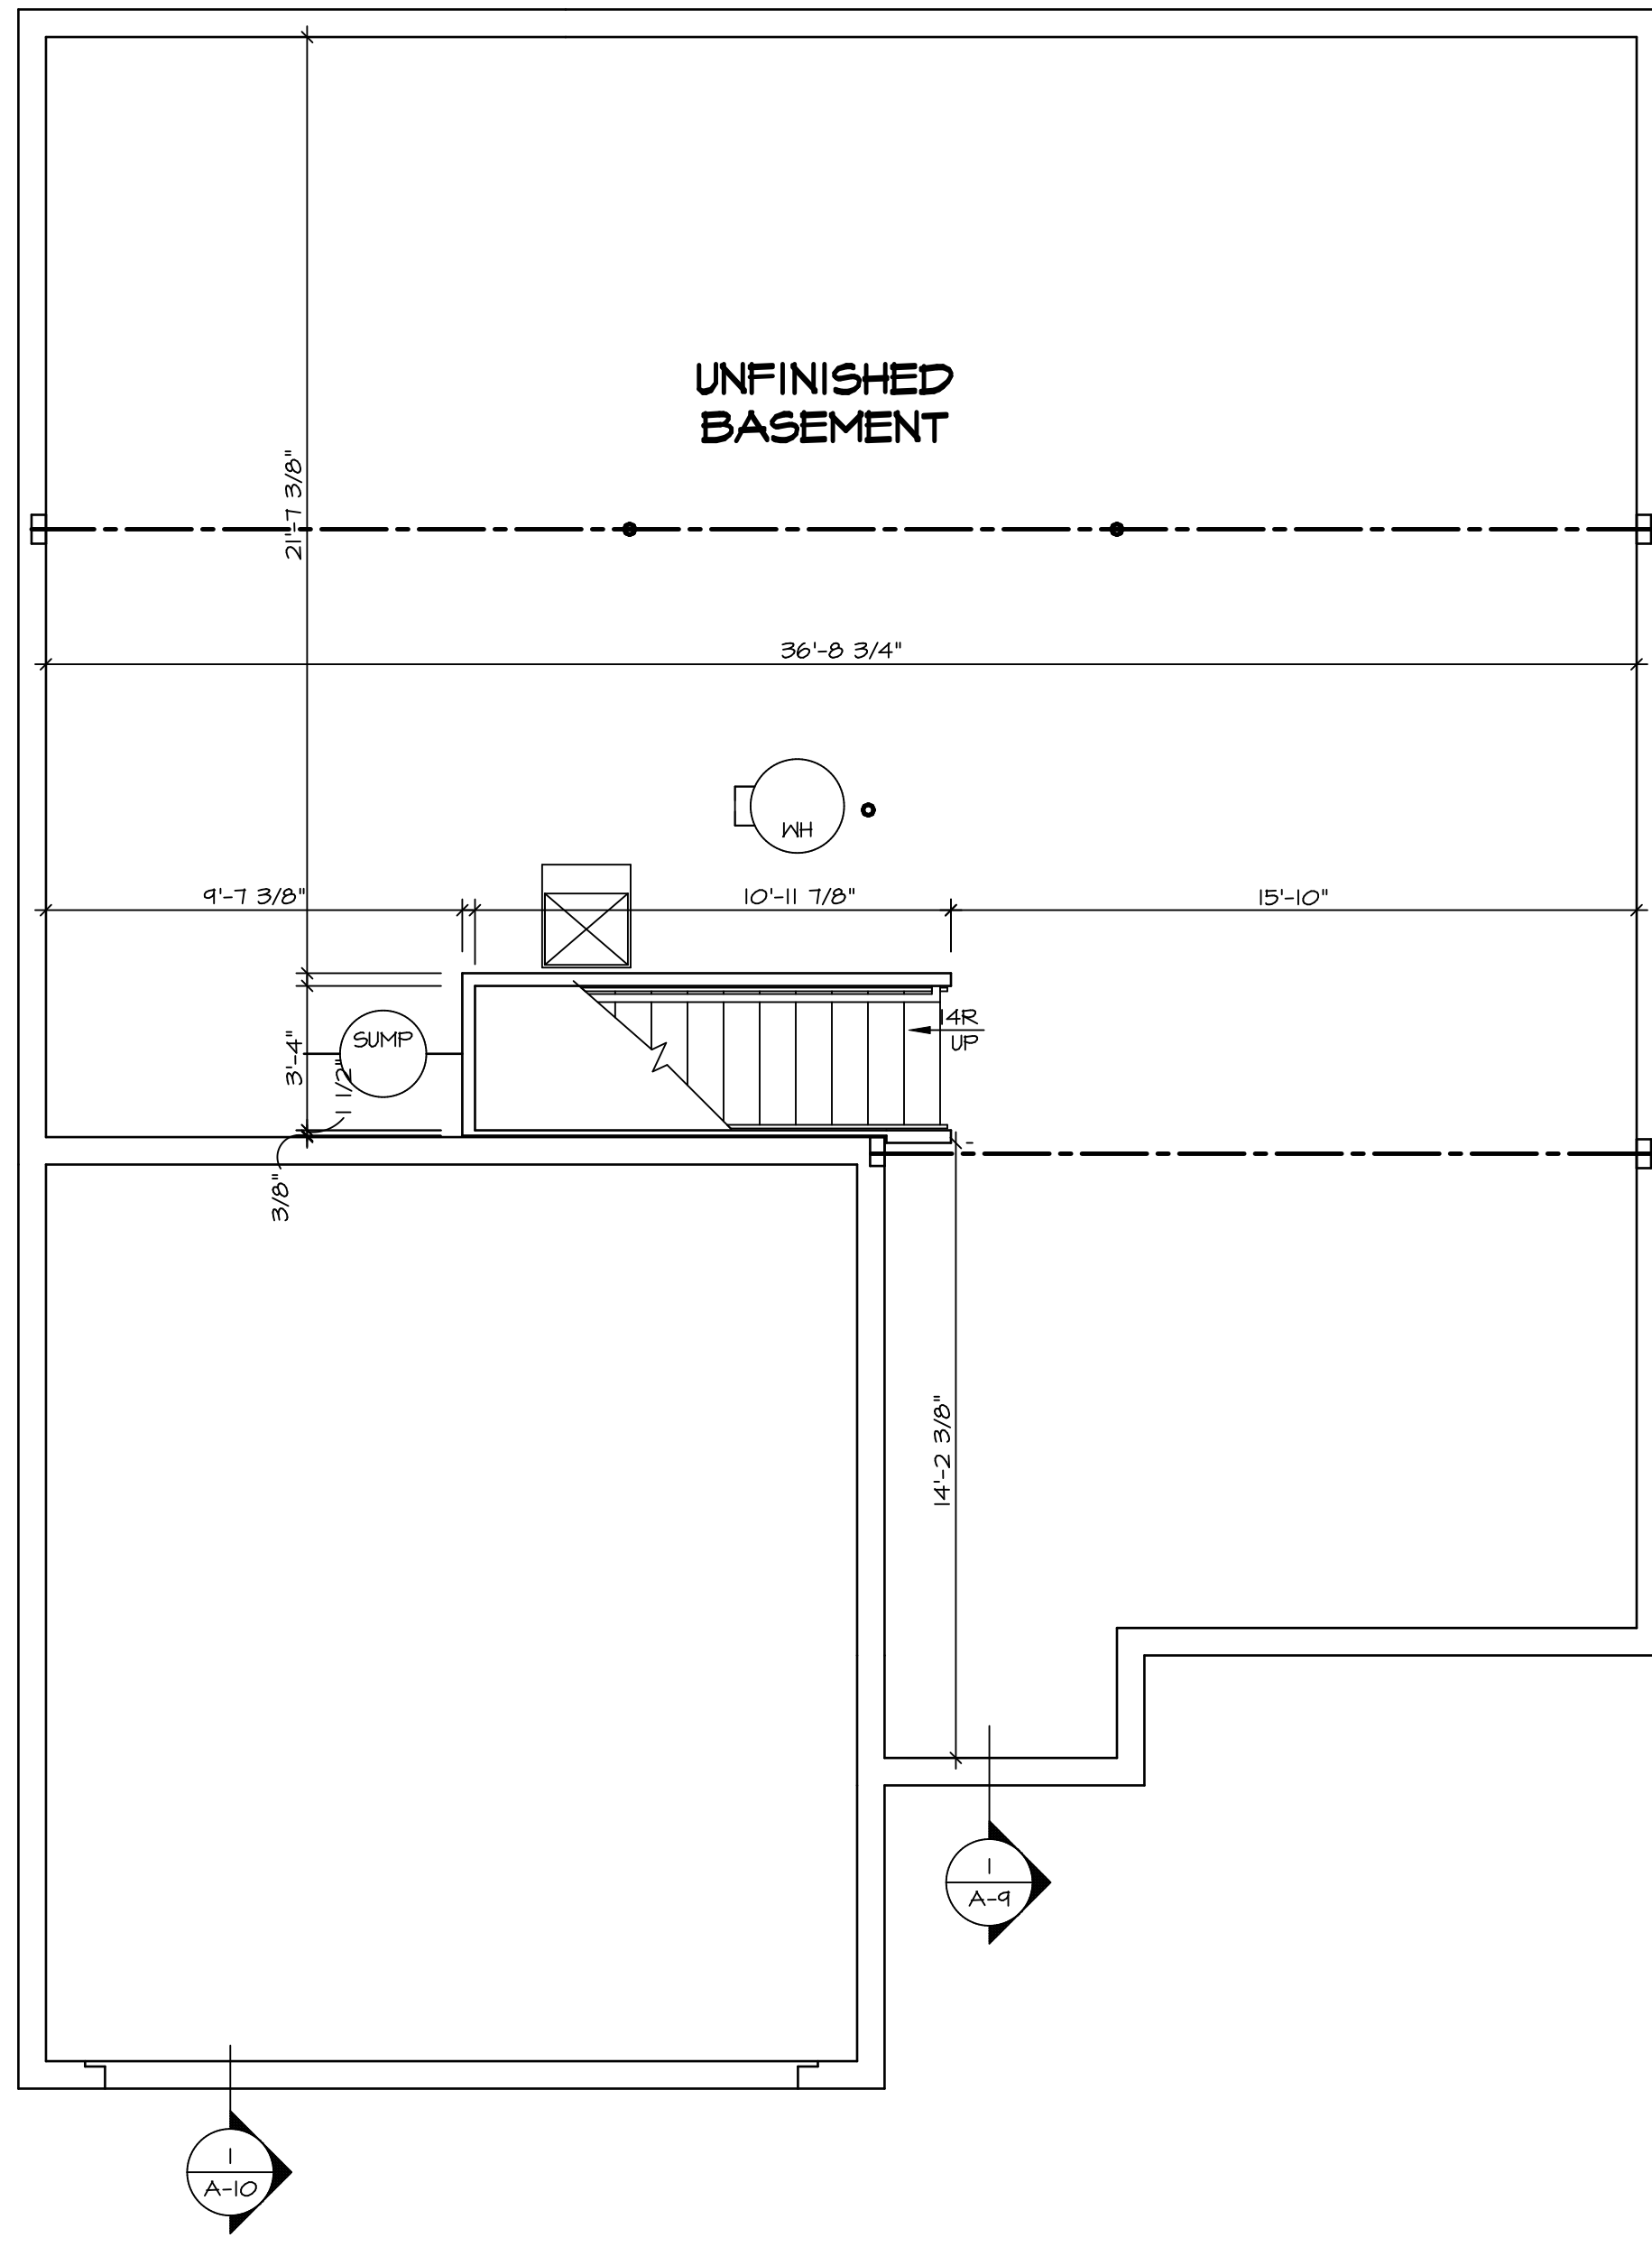 UNFINISHED
BASEMENT
21'-7 3/8"
36'-8 3/4"
WH
9'-7 3/8"
10'-11 7/8"
15'-10"
SUMP
14R
UP
3'-4"
1 1/2"
3/8"
14'-2 3/8"
1
A-9
1
A-10